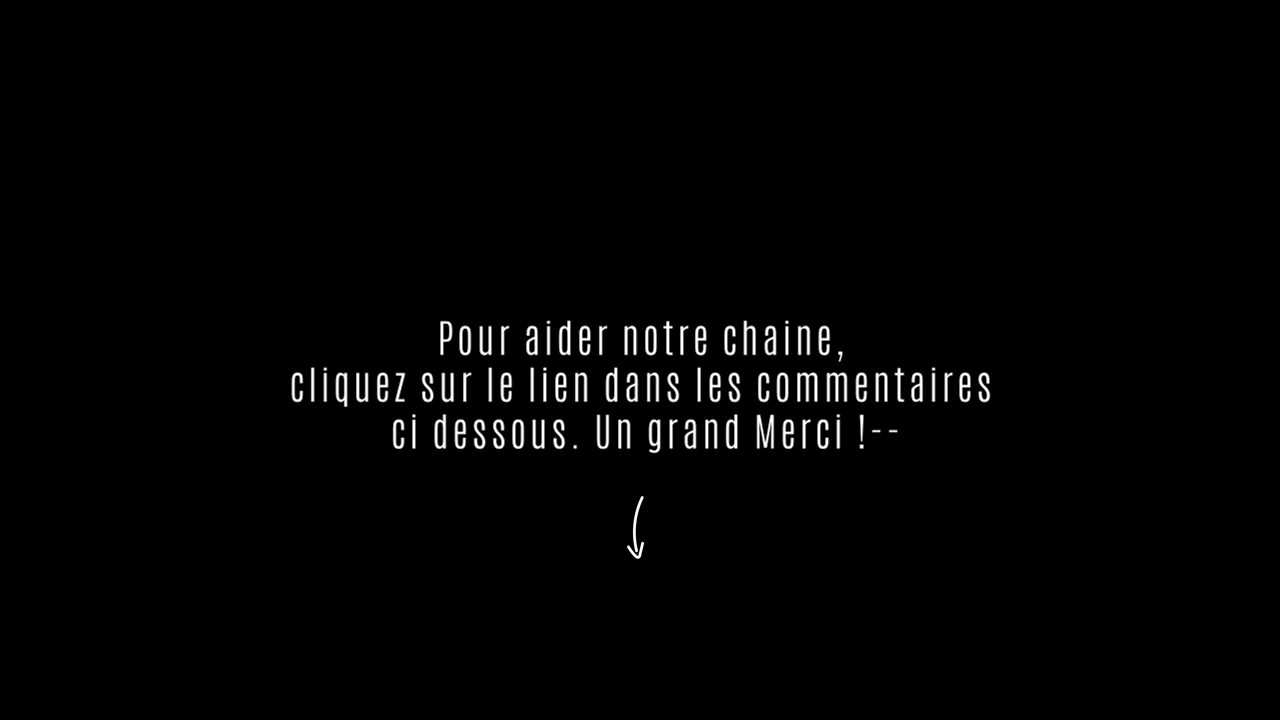 Pour aider notre chaine,
cliquez sur le lien dans les commentaires
ci dessous. Un grand Merci !--